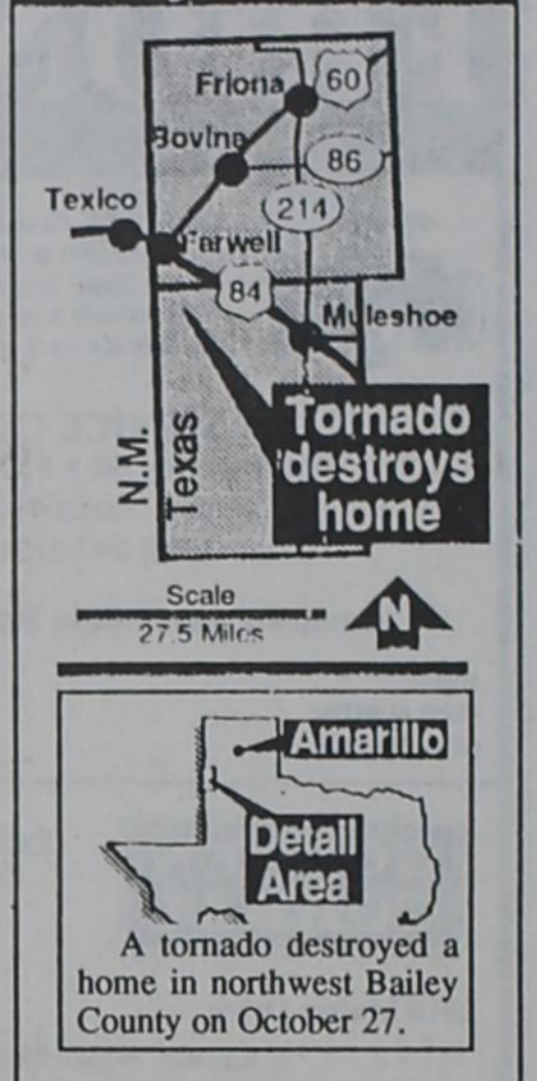 Friona 60
Bovina
86
Texico
214
Farwell
84
Muleshoe
Tornado
destroys
home
N.M.
Texas
Scale
27.5 Miles
N
Amarillo
Detail
Area
A tornado destroyed a
home in northwest Bailey
County on October 27.